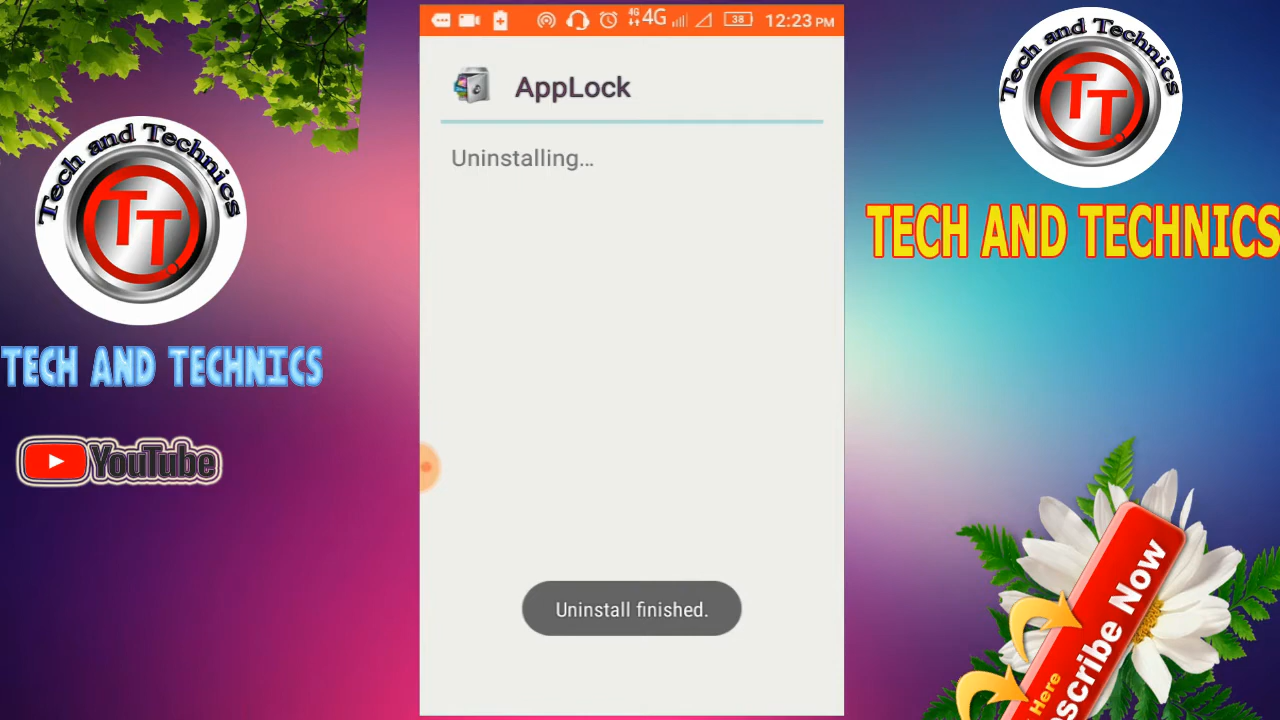 4G
4G
38
12:23 PM
AppLock
Uninstalling...
Uninstall finished.
Tech and Technics
TT
TECH AND TECHNICS
YouTube
Tech and Technics
TT
TECH AND TECHNICS
Subscribe Now
Here